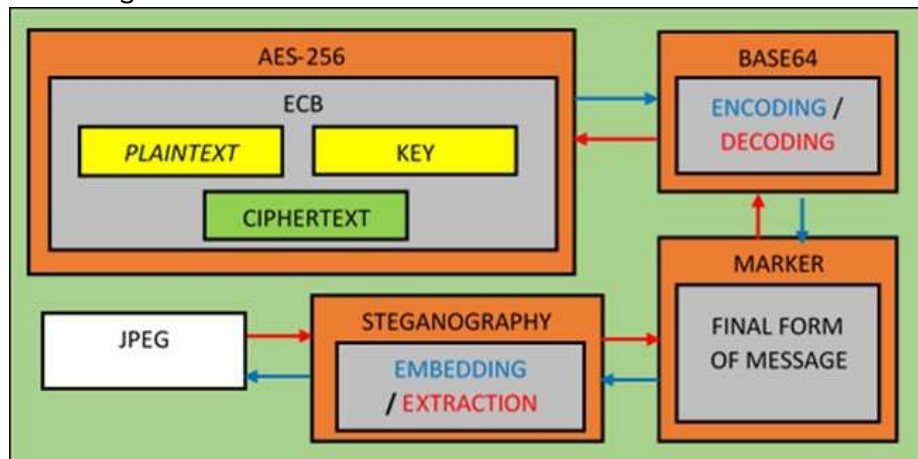 AES-256
ECB
PLAINTEXT
KEY
CIPHERTEXT
BASE64
ENCODING /
DECODING
MARKER
FINAL FORM
OF MESSAGE
STEGANOGRAPHY
EMBEDDING
/ EXTRACTION
JPEG